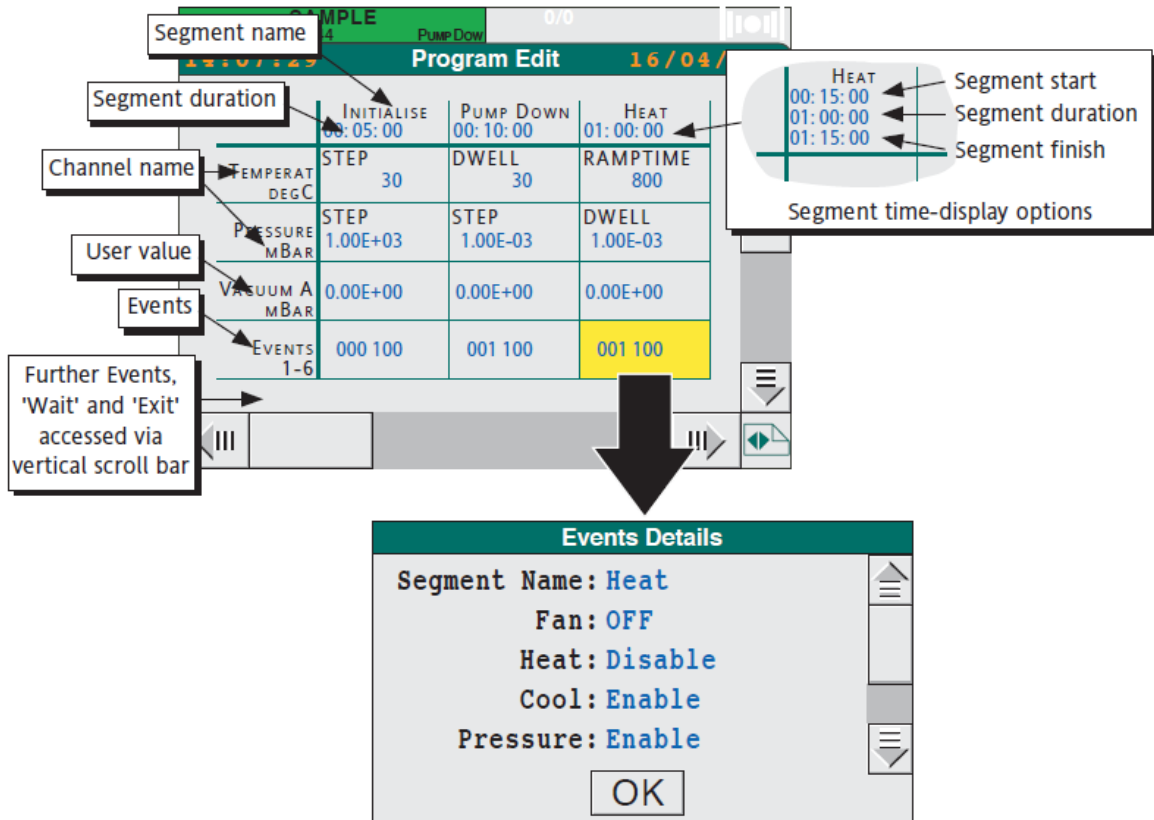 SAMPLE
0/0
4
PUMP DOW
14:07:29
Program Edit
16/04/
Segment name
Segment duration
Channel name
User value
Events
Further Events,
'Wait' and 'Exit'
accessed via
vertical scroll bar
INITIALISE
PUMP DOWN
HEAT
00:05:00
00:10:00
01:00:00
TEMPERAT
DEGC
STEP
30
DWELL
30
RAMPTIME
800
PRESSURE
MBAR
STEP
1.00E+03
STEP
1.00E-03
DWELL
1.00E-03
VACUUM A
MBAR
0.00E+00
0.00E+00
0.00E+00
EVENTS
1-6
000 100
001 100
001 100
HEAT
00:15:00
01:00:00
01:15:00
Segment start
Segment duration
Segment finish
Segment time-display options
Events Details
Segment Name: Heat
Fan: OFF
Heat: Disable
Cool: Enable
Pressure: Enable
OK